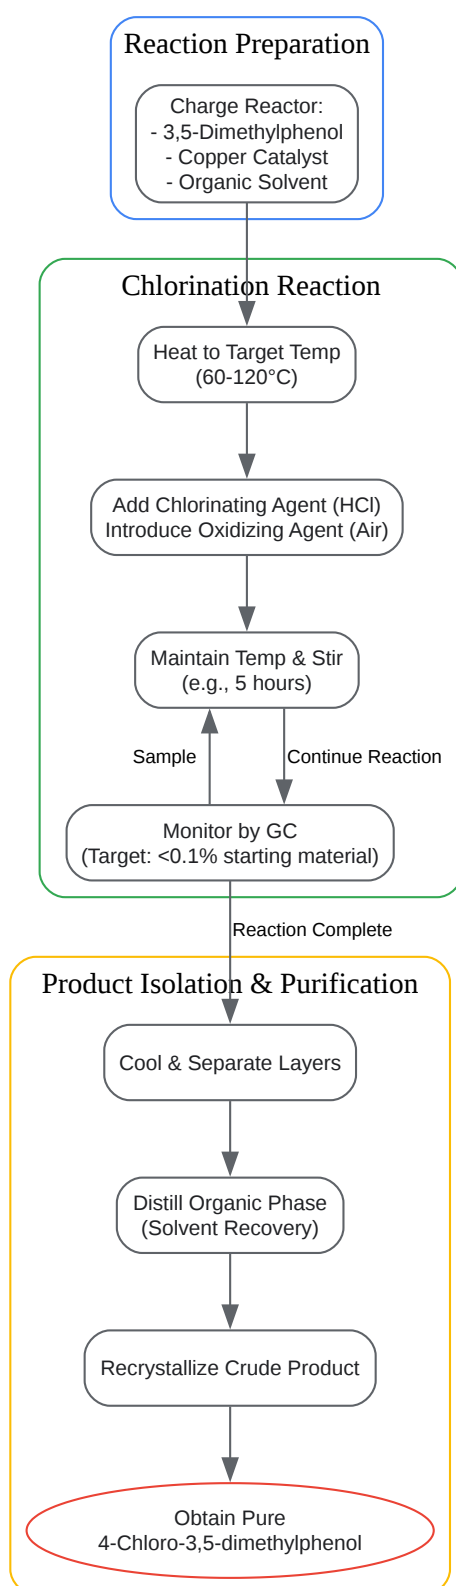 Reaction Preparation
Charge Reactor:
- 3,5-Dimethylphenol
- Copper Catalyst
- Organic Solvent
Chlorination Reaction
Heat to Target Temp
(60-120°C)
Add Chlorinating Agent (HCl)
Introduce Oxidizing Agent (Air)
Maintain Temp & Stir
(e.g., 5 hours)
Sample
Continue Reaction
Monitor by GC
(Target: <0.1% starting material)
Reaction Complete
Product Isolation & Purification
Cool & Separate Layers
Distill Organic Phase
(Solvent Recovery)
Recrystallize Crude Product
Obtain Pure
4-Chloro-3,5-dimethylphenol